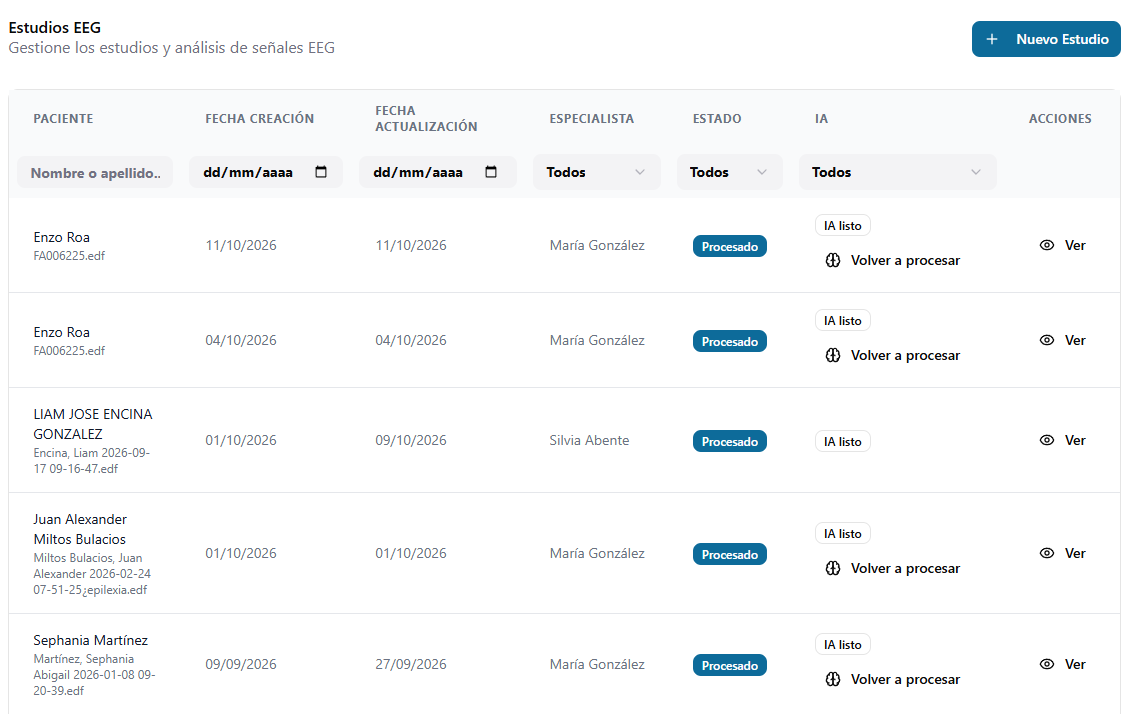 Estudios EEG
Gestione los estudios y análisis de señales EEG
Nuevo Estudio
PACIENTE
FECHA CREACIÓN
FECHA
ACTUALIZACIÓN
ESPECIALISTA
ESTADO
IA
ACCIONES
Nombre o apellido..
dd/mm/aaaa
dd/mm/aaaa
Todos
Todos
Todos
Enzo Roa
FA006225.edf
11/10/2026
11/10/2026
María González
Procesado
IA listo
Volver a procesar
Ver
Enzo Roa
FA006225.edf
04/10/2026
04/10/2026
María González
Procesado
IA listo
Volver a procesar
Ver
LIAM JOSE ENCINA
GONZALEZ
Encina, Liam 2026-09-
17 09-16-47.edf
01/10/2026
09/10/2026
Silvia Abente
Procesado
IA listo
Ver
Juan Alexander
Miltos Bulacios
Miltos Bulacios, Juan
Alexander 2026-02-24
07-51-25¿epilexia.edf
01/10/2026
01/10/2026
María González
Procesado
IA listo
Volver a procesar
Ver
Sephania Martínez
Martínez, Sephania
Abigail 2026-01-08 09-
20-39.edf
09/09/2026
27/09/2026
María González
Procesado
IA listo
Volver a procesar
Ver